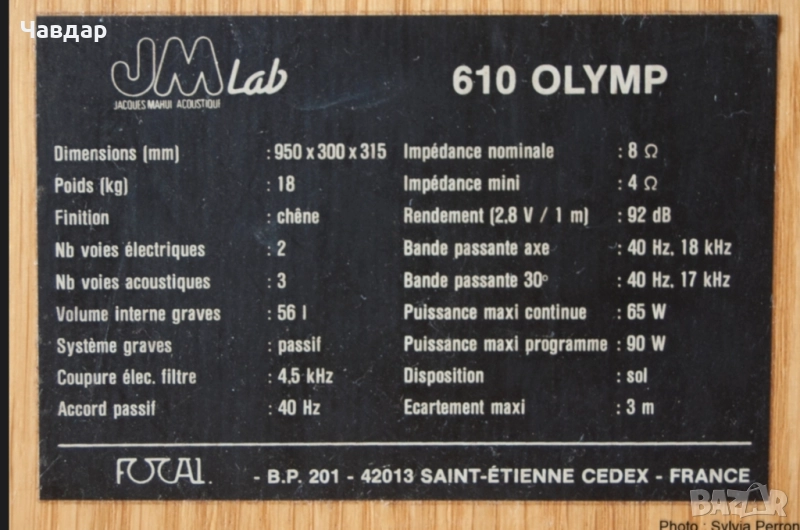 Чавдар
JM Lab
JACQUES MAHUL ACOUSTIQUE
610 OLYMP
Dimensions (mm) : 950 x 300 x 315
Poids (kg) : 18
Finition : chêne
Nb voies électriques : 2
Nb voies acoustiques : 3
Volume interne graves : 56 l
Système graves : passif
Coupure élec. filtre : 4,5 kHz
Accord passif : 40 Hz
Impédance nominale : 8 Ω
Impédance mini : 4 Ω
Rendement (2,8 V / 1 m) : 92 dB
Bande passante axe : 40 Hz, 18 kHz
Bande passante 30° : 40 Hz, 17 kHz
Puissance maxi continue : 65 W
Puissance maxi programme : 90 W
Disposition : sol
Ecartement maxi : 3 m
FOCAL. - B.P. 201 - 42013 SAINT-ÉTIENNE CEDEX - FRANCE
BAZAR
Photo : Sylvia Perron